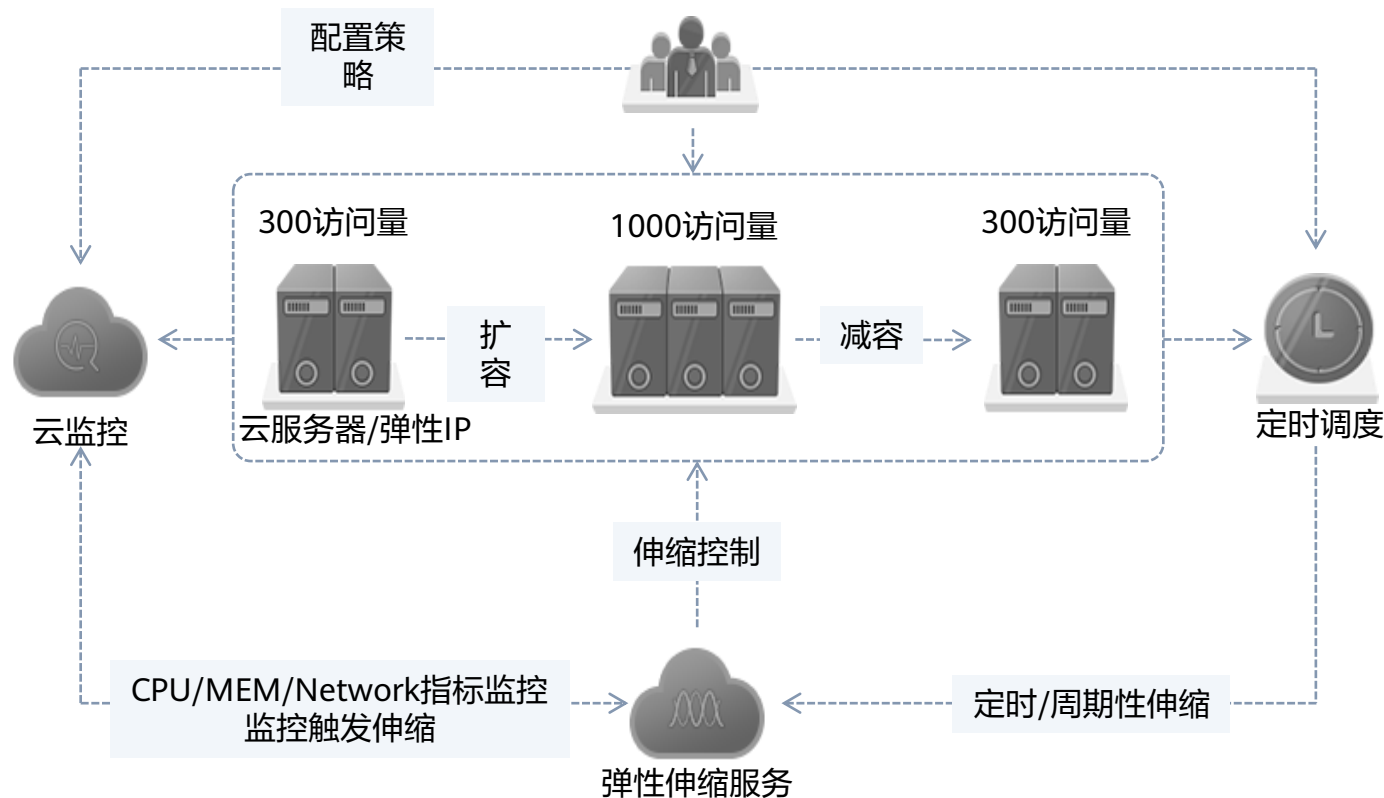 配置策
略
300访问量
1000访问量
300访问量
扩
容
减容
云监控
云服务器/弹性IP
定时调度
伸缩控制
CPU/MEM/Network指标监控
监控触发伸缩
定时/周期性伸缩
弹性伸缩服务